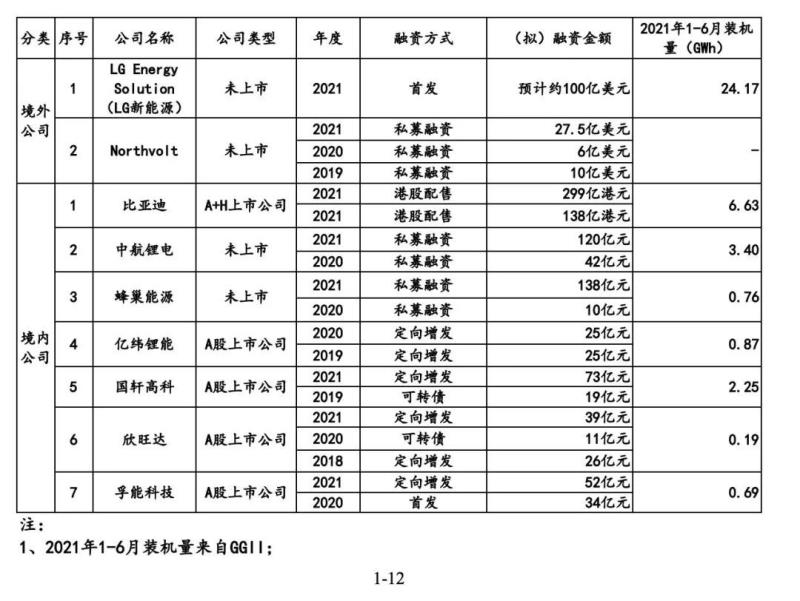 分类 序号 公司名称 公司类型 年度 融资方式 （拟）融资金额 2021年1-6月装机量（GWh）
境外公司 1 LG Energy Solution（LG新能源） 未上市 2021 首发 预计约100亿美元 24.17
2 Northvolt 未上市 2021 私募融资 27.5亿美元 –
2020 私募融资 6亿美元
2019 私募融资 10亿美元
境内公司 1 比亚迪 A+H上市公司 2021 港股配售 299亿港元 6.63
2021 港股配售 138亿港元
2 中航锂电 未上市 2021 私募融资 120亿元 3.40
2020 私募融资 42亿元
3 蜂巢能源 未上市 2021 私募融资 138亿元 0.76
2020 私募融资 10亿元
4 亿纬锂能 A股上市公司 2020 定向增发 25亿元 0.87
2019 定向增发 25亿元
5 国轩高科 A股上市公司 2021 定向增发 73亿元 2.25
2019 可转债 19亿元
6 欣旺达 A股上市公司 2021 定向增发 39亿元 0.19
2020 可转债 11亿元
2018 定向增发 26亿元
7 孚能科技 A股上市公司 2021 定向增发 52亿元 0.69
2020 首发 34亿元
注：
1、2021年1-6月装机量来自GGII；
1-12